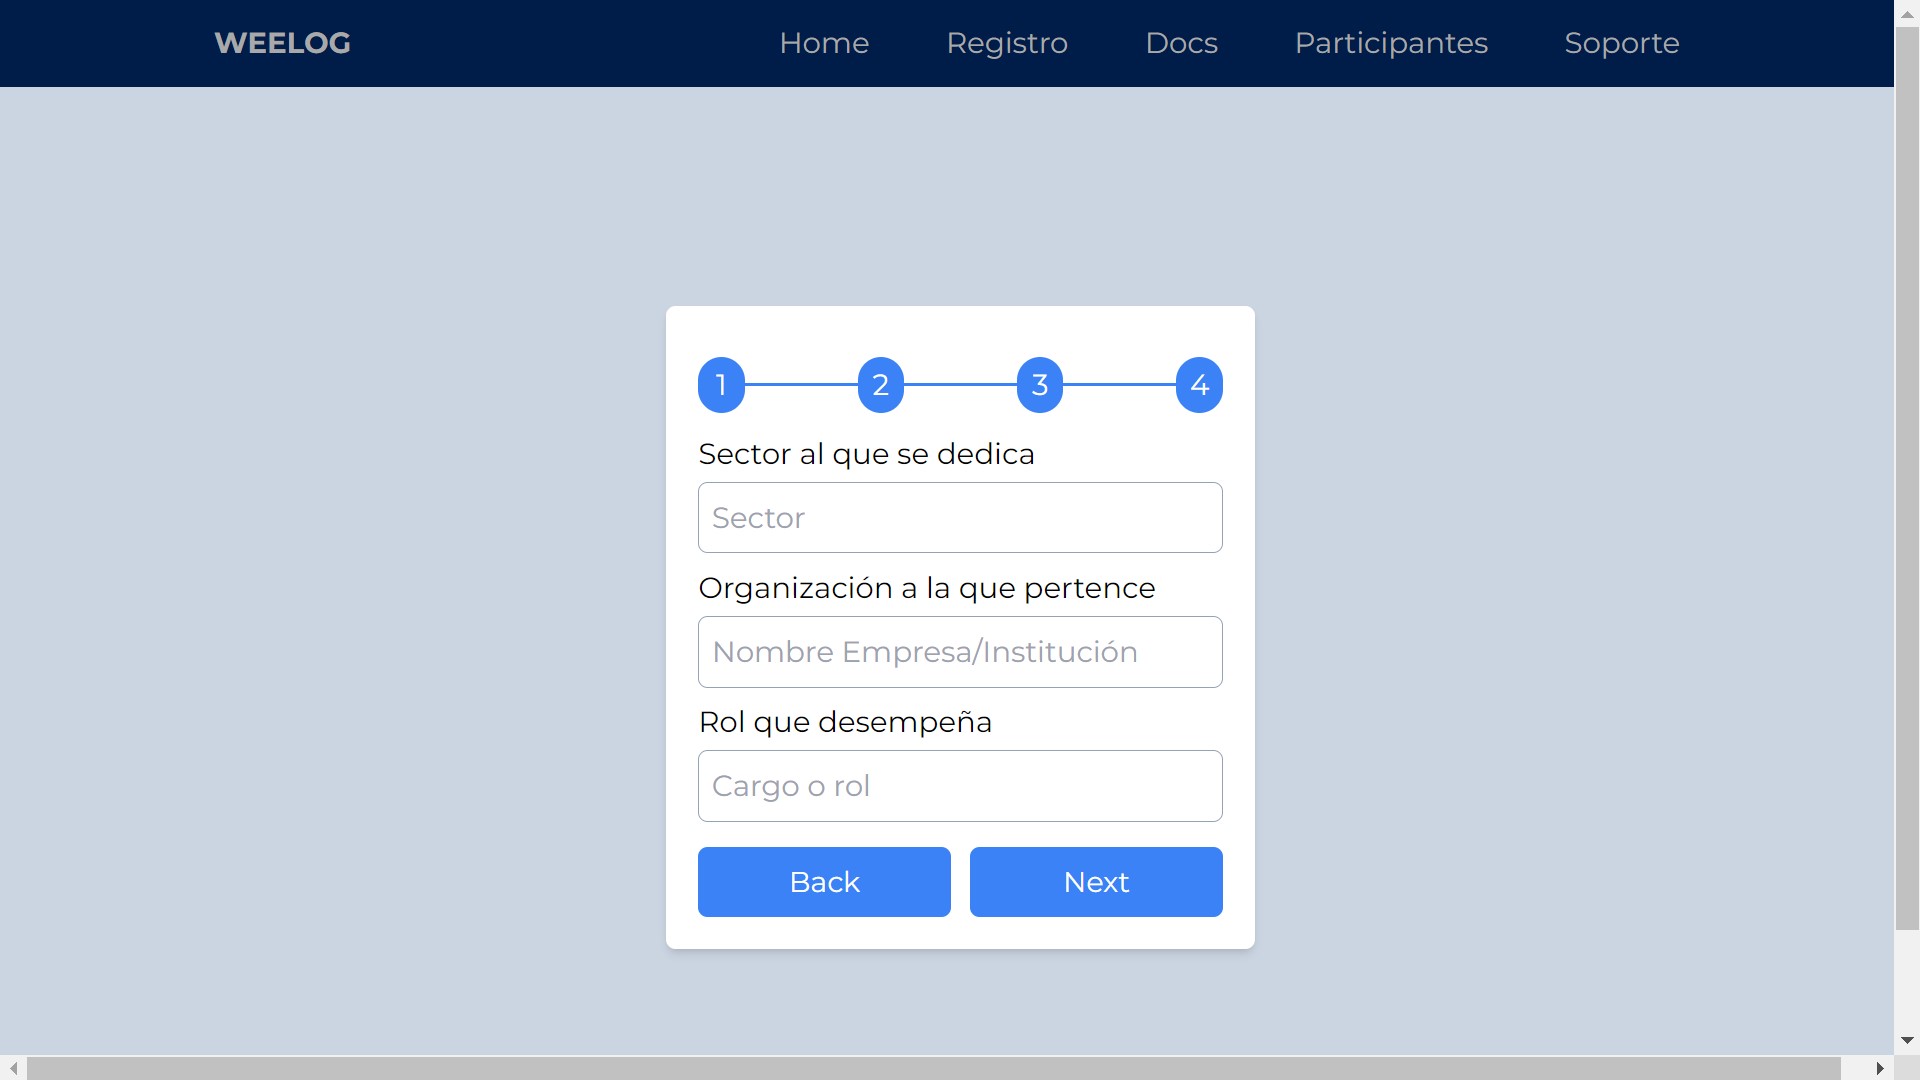 WEELOG Home Registro Docs Participantes Soporte
1 2 3 4
Sector al que se dedica
Sector
Organización a la que pertence
Nombre Empresa/Institución
Rol que desempeña
Cargo o rol
Back Next